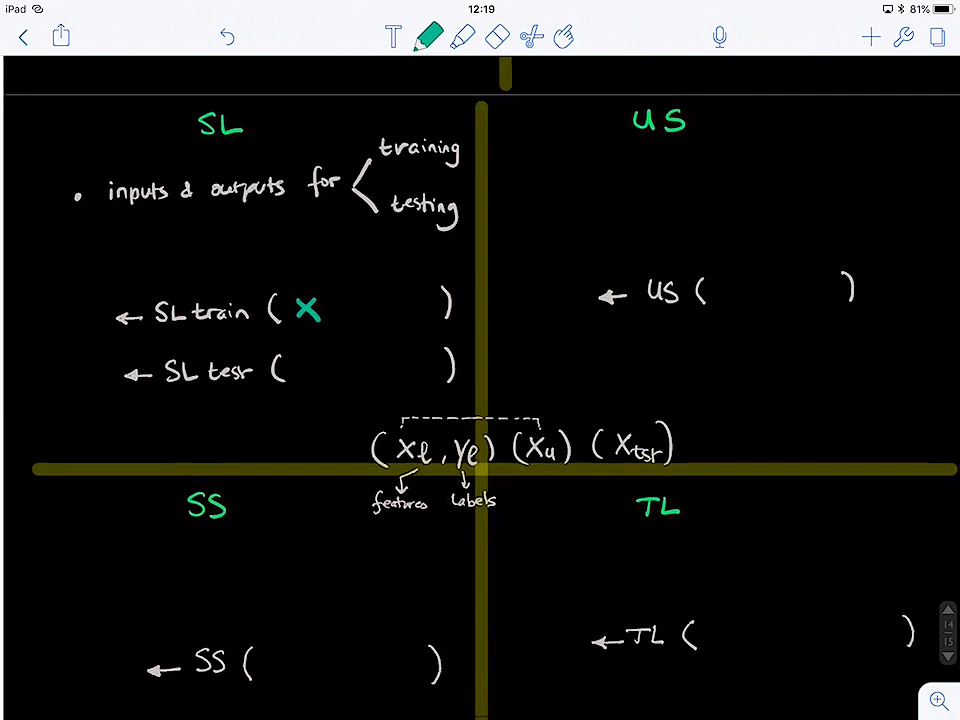 iPad 12:19 81%
T
SL
• inputs & outputs for
training
testing
← SL train ( X )
← SL test ( )
US
← US ( )
(Xℓ, Yℓ) (Xu) (Xtst)
features labels
SS
← SS ( )
TL
← TL ( )
14
15